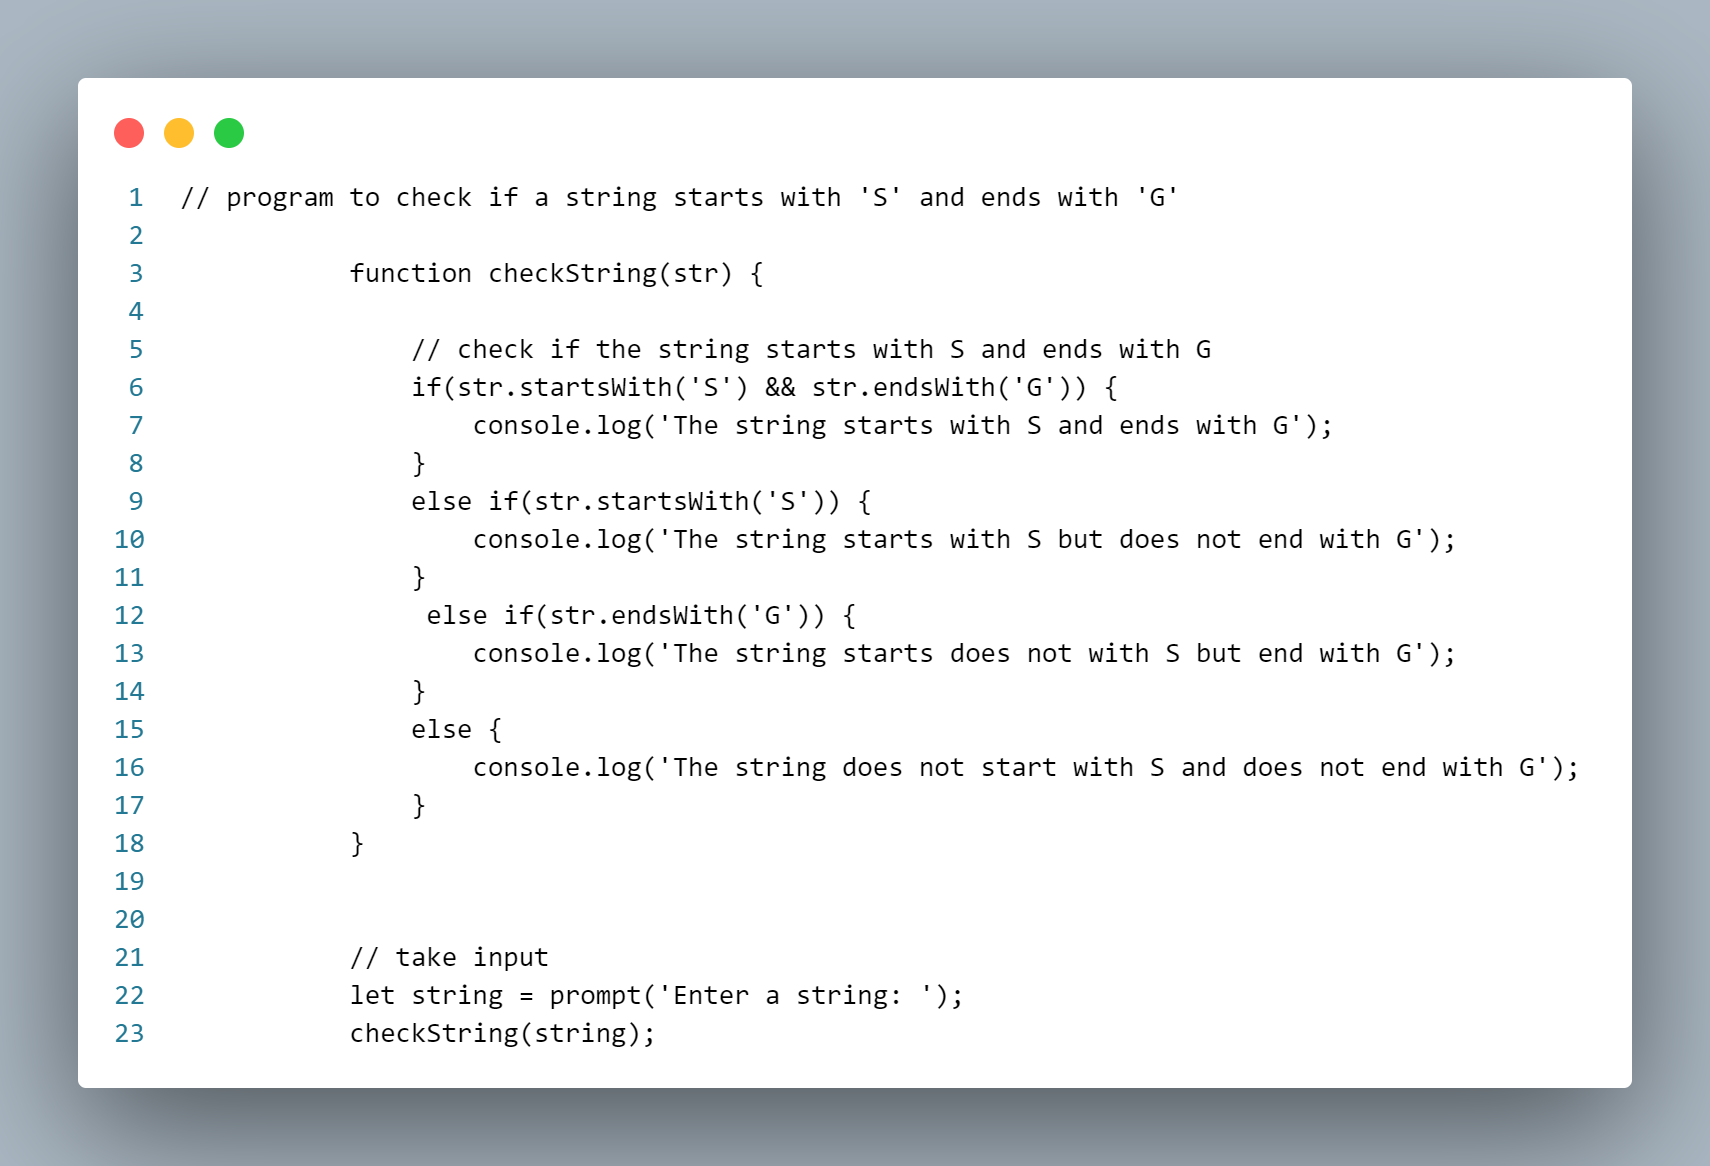 1 // program to check if a string starts with 'S' and ends with 'G'
2
3 function checkString(str) {
4
5 // check if the string starts with S and ends with G
6 if(str.startsWith('S') && str.endsWith('G')) {
7 console.log('The string starts with S and ends with G');
8 }
9 else if(str.startsWith('S')) {
10 console.log('The string starts with S but does not end with G');
11 }
12 else if(str.endsWith('G')) {
13 console.log('The string starts does not with S but end with G');
14 }
15 else {
16 console.log('The string does not start with S and does not end with G');
17 }
18 }
19
20
21 // take input
22 let string = prompt('Enter a string: ');
23 checkString(string);